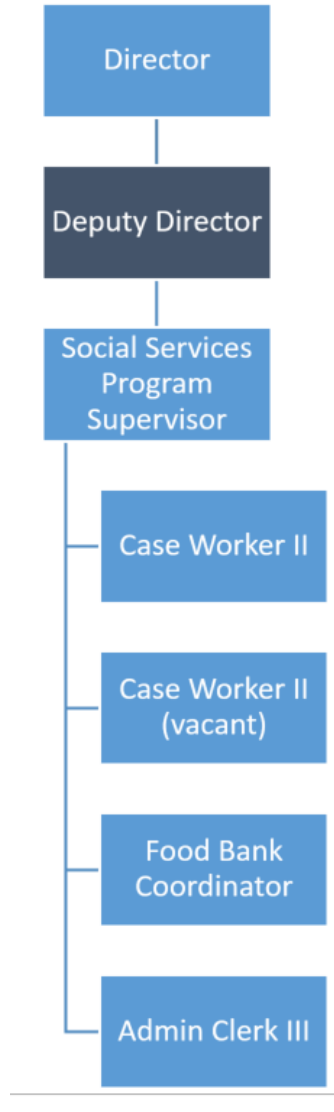 Director
Deputy Director
Social Services
Program
Supervisor
Case Worker II
Case Worker II
(vacant)
Food Bank
Coordinator
Admin Clerk III